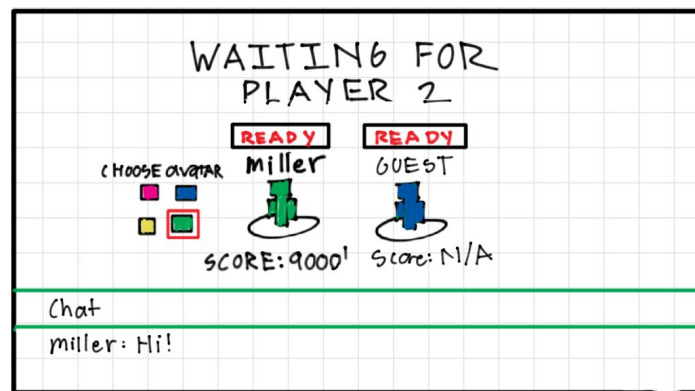 WAITING FOR
PLAYER 2
READY READY
miller GUEST
CHOOSE avatar
SCORE: 9000' Score: N/A
Chat
miller: Hi!